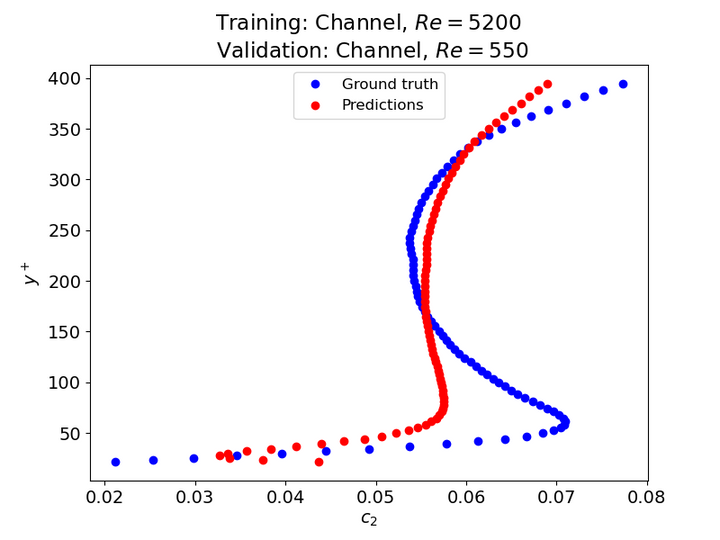 Training: Channel, Re = 5200
Validation: Channel, Re = 550
Ground truth
Predictions
400
350
300
250
200
150
100
50
y⁺
0.02 0.03 0.04 0.05 0.06 0.07 0.08
c₂